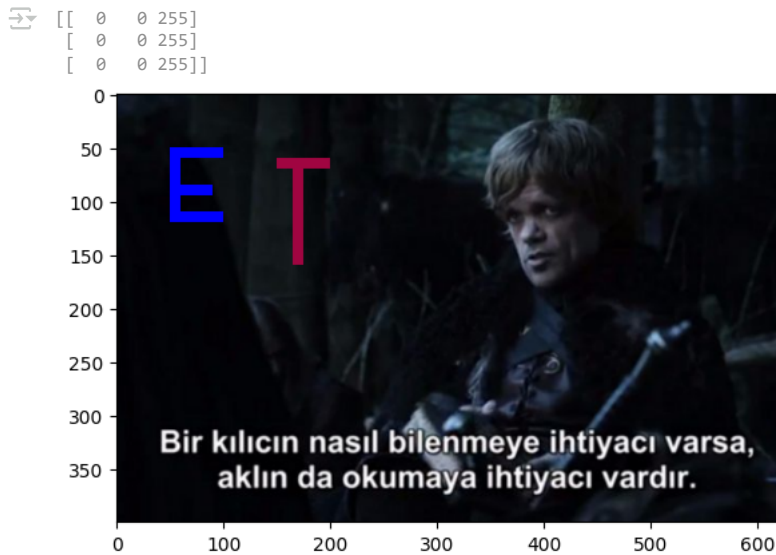 [[  0   0 255]
 [  0   0 255]
 [  0   0 255]]
0
50
E T
100
150
200
250
300
Bir kılıcın nasıl bilenmeye ihtiyacı varsa,
350
aklın da okumaya ihtiyacı vardır.
0 100 200 300 400 500 600